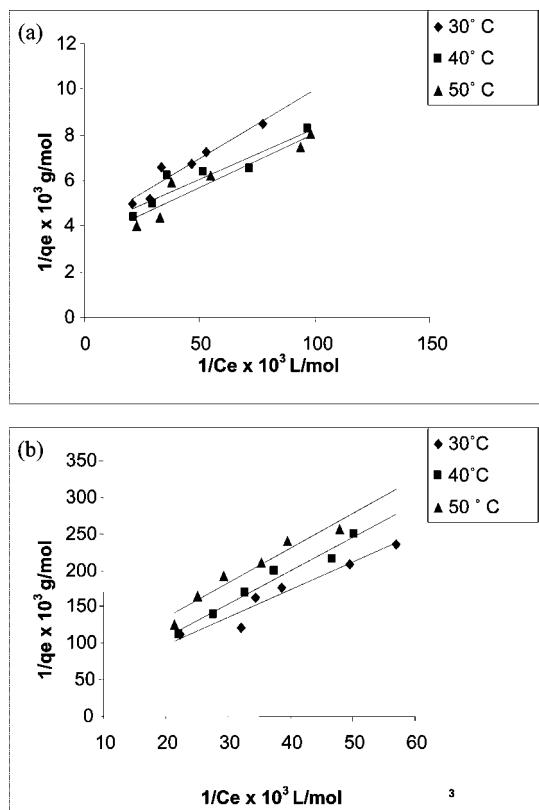 (a)
30° C
40° C
50° C
12
10
8
6
4
2
0
0 50 100 150
1/qe x 10³ g/mol
1/Ce x 10³ L/mol
(b)
30°C
40°C
50 ° C
350
300
250
200
150
100
50
0
10 20 30 40 50 60
1/qe x 10³ g/mol
1/Ce x 10³ L/mol
3